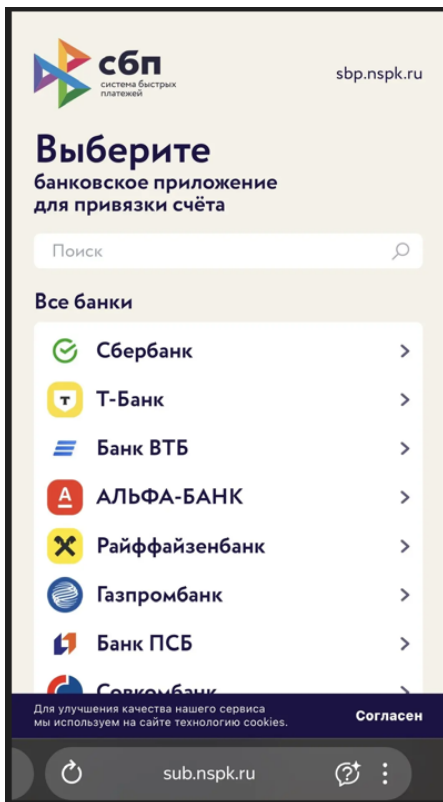 сбп
система быстрых
платежей
sbp.nspk.ru
Выберите
банковское приложение
для привязки счёта
Поиск
Все банки
Сбербанк
Т-Банк
Банк ВТБ
АЛЬФА-БАНК
Райффайзенбанк
Газпромбанк
Банк ПСБ
Совкомбанк
Для улучшения качества нашего сервиса
мы используем на сайте технологию cookies.
Согласен
sub.nspk.ru